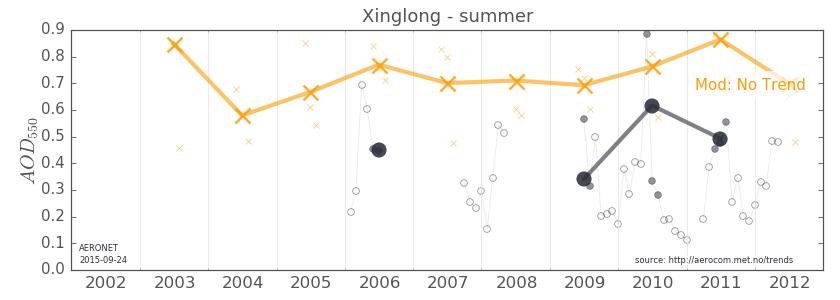 Xinglong - summer
0.9
0.8
0.7
0.6
0.5
0.4
0.3
0.2
0.1
0.0
AOD550
Mod: No Trend
AERONET
2015-09-24
source: http://aerocom.met.no/trends
2002 2003 2004 2005 2006 2007 2008 2009 2010 2011 2012